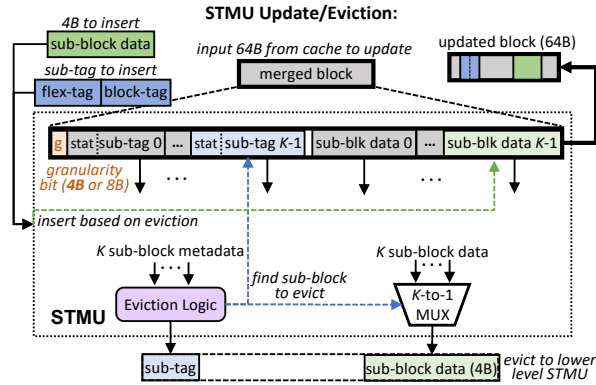 STMU Update/Eviction:
4B to insert
sub-block data
sub-tag to insert
flex-tag block-tag
input 64B from cache to update
merged block
updated block (64B)
g stat sub-tag 0 ... stat sub-tag K-1 sub-blk data 0 ... sub-blk data K-1
granularity
bit (4B or 8B)
...
...
insert based on eviction
K sub-block metadata
...
K sub-block data
...
find sub-block
to evict
Eviction Logic
K-to-1
MUX
STMU
sub-tag
sub-block data (4B)
evict to lower
level STMU